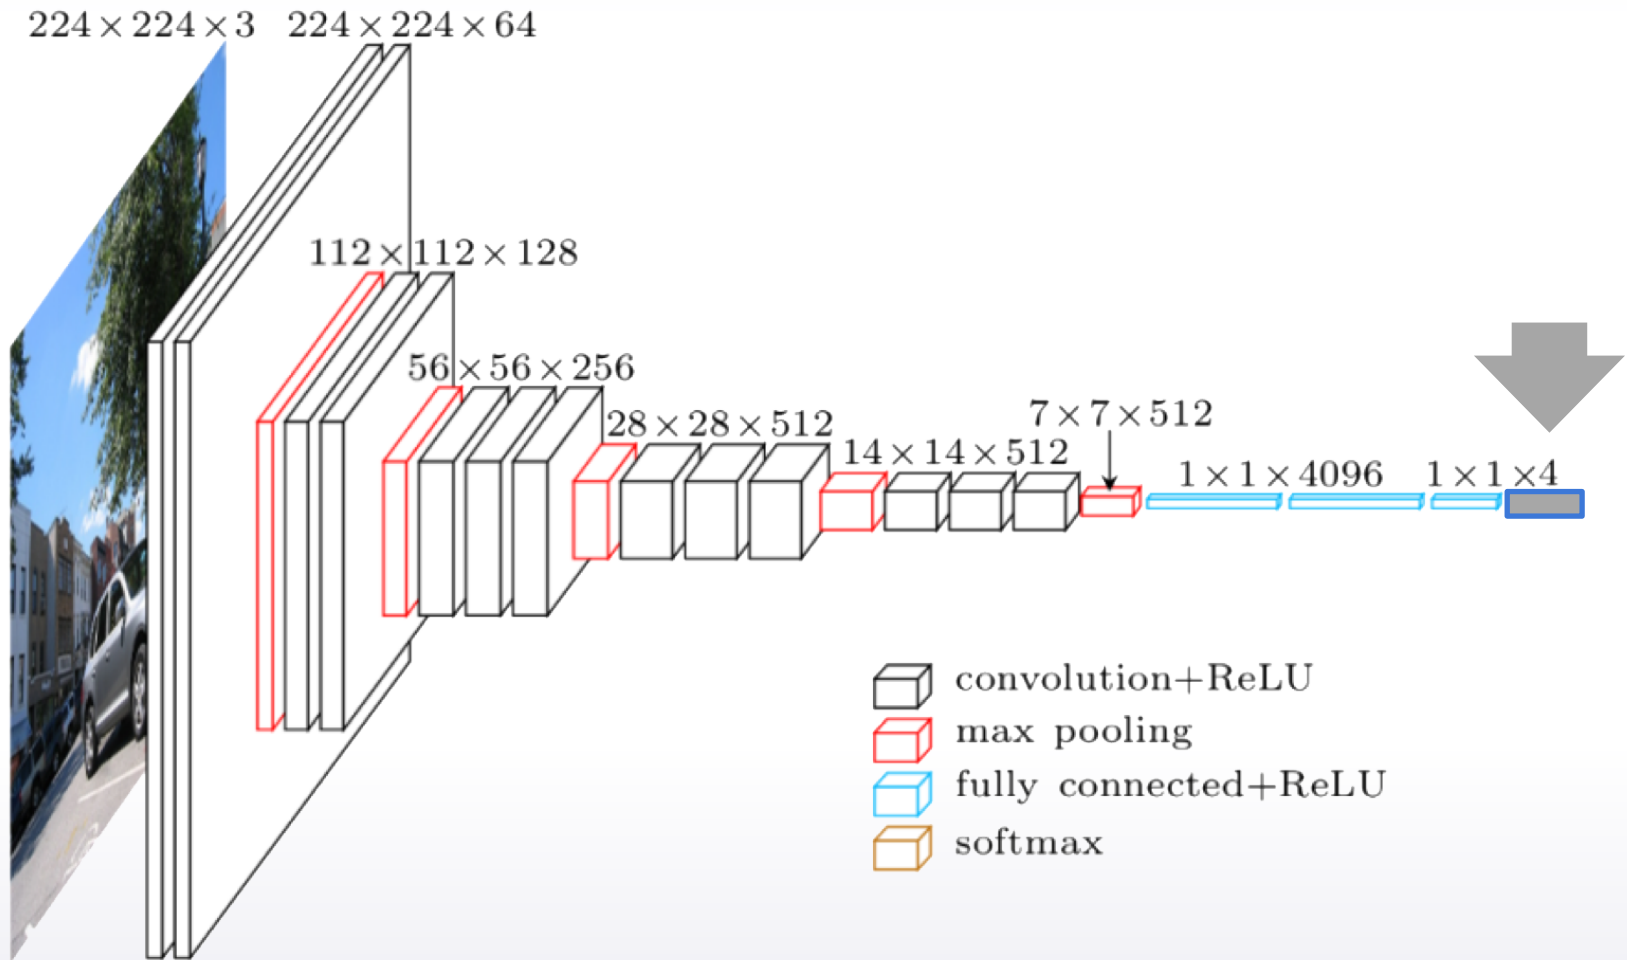 224×224×3
224×224×64
112×112×128
56×56×256
28×28×512
14×14×512
7×7×512
1×1×4096
1×1×4
convolution+ReLU
max pooling
fully connected+ReLU
softmax